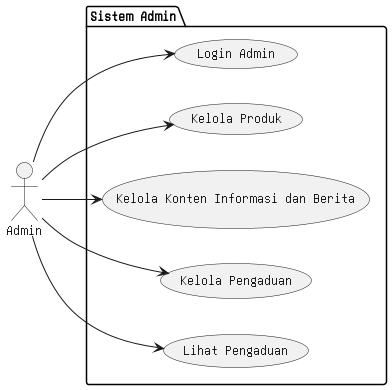 Sistem Admin
Login Admin
Kelola Produk
Kelola Konten Informasi dan Berita
Admin
Kelola Pengaduan
Lihat Pengaduan